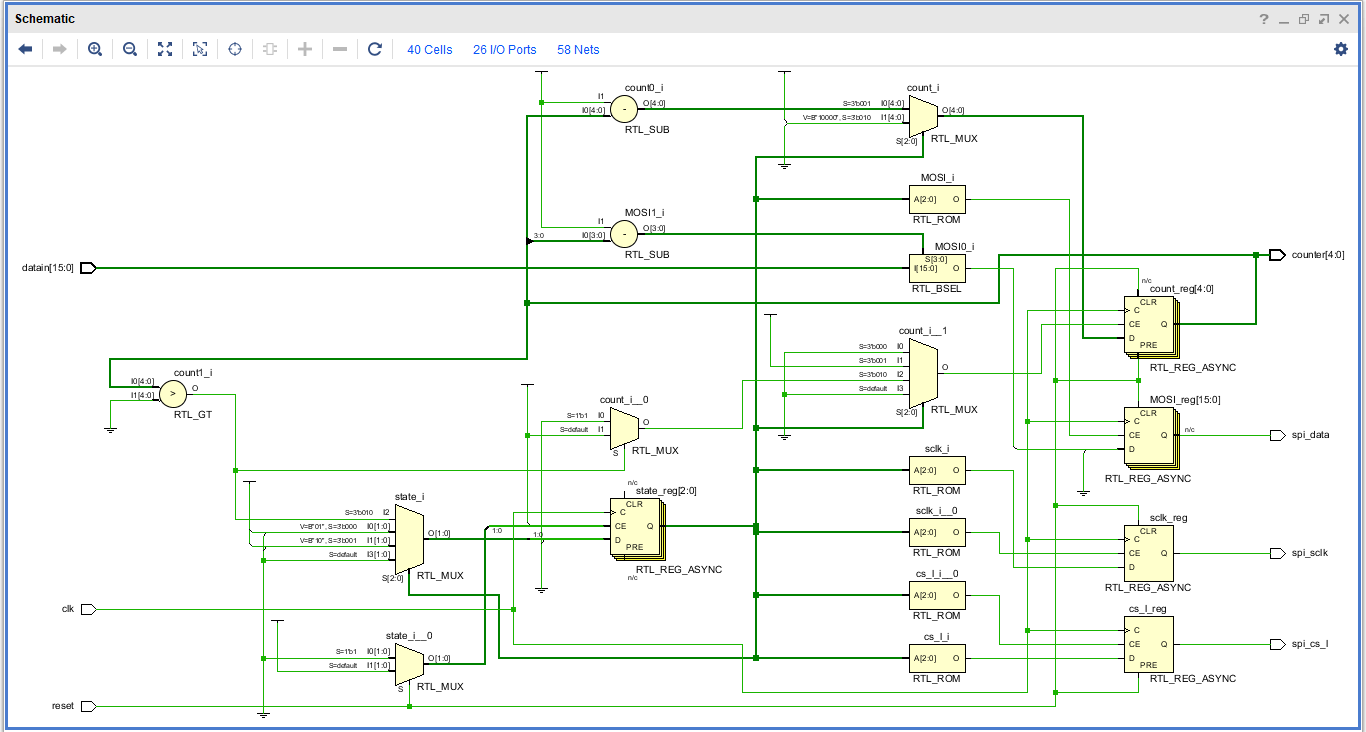 Schematic
40 Cells 26 I/O Ports 58 Nets
count0_i
I1
I0[4:0]
O[4:0]
-
RTL_SUB
count_i
S=3'b001 I0[4:0]
V=B"10000", S=3'b010 I1[4:0]
O[4:0]
S[2:0]
RTL_MUX
MOSI_i
A[2:0] O
RTL_ROM
MOSI1_i
I1
3:0
I0[3:0]
O[3:0]
-
RTL_SUB
MOSI0_i
S[3:0]
I[15:0] O
RTL_BSEL
datain[15:0]
counter[4:0]
n/c
count_reg[4:0]
CLR
C
CE Q
D
PRE
RTL_REG_ASYNC
count_i__1
S=3'b000 I0
S=3'b001 I1
S=3'b010 I2
S=default I3
O
S[2:0]
RTL_MUX
count1_i
I0[4:0]
I1[4:0]
O
>
RTL_GT
count_i__0
S=1'b1 I0
S=default I1
O
S
RTL_MUX
MOSI_reg[15:0]
CLR
C
CE Q
D
n/c
RTL_REG_ASYNC
spi_data
sclk_i
A[2:0] O
RTL_ROM
n/c
state_reg[2:0]
CLR
C
1:0
CE Q
1:0
D
PRE
RTL_REG_ASYNC
n/c
state_i
S=3'b010 I2
V=B"01", S=3'b000 I0[1:0]
V=B"10", S=3'b001 I1[1:0]
S=default I3[1:0]
O[1:0]
S[2:0]
RTL_MUX
sclk_i__0
A[2:0] O
RTL_ROM
sclk_reg
CLR
C
CE Q
D
RTL_REG_ASYNC
spi_sclk
cs_l_i__0
A[2:0] O
RTL_ROM
clk
cs_l_reg
C
CE Q
D
PRE
RTL_REG_ASYNC
spi_cs_l
state_i__0
S=1'b1 I0[1:0]
S=default I1[1:0]
O[1:0]
S
RTL_MUX
cs_l_i
A[2:0] O
RTL_ROM
reset